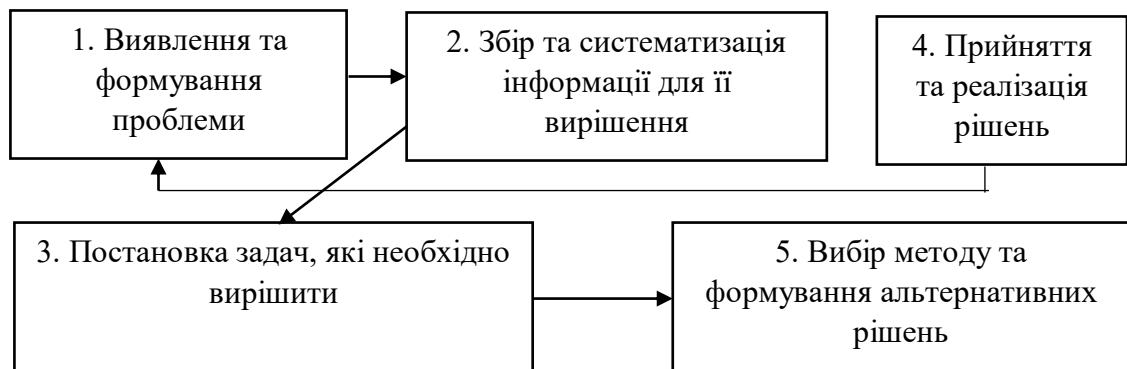 1. Виявлення та
формування
проблеми
2. Збір та систематизація
інформації для її
вирішення
4. Прийняття
та реалізація
рішень
3. Постановка задач, які необхідно
вирішити
5. Вибір методу та
формування альтернативних
рішень